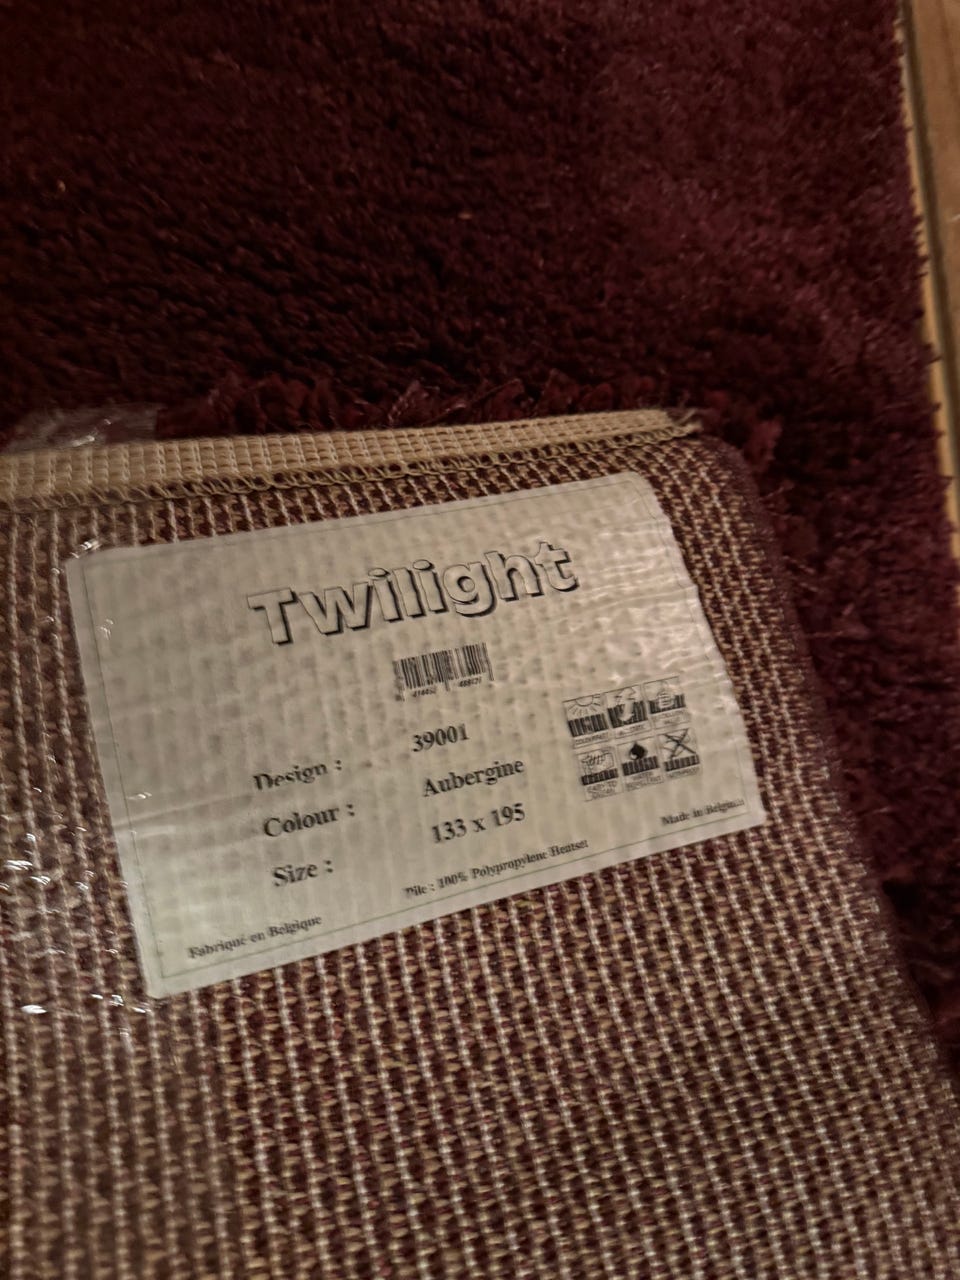 Twilight
Design : 39001
Colour : Aubergine
Size : 133 x 195
Pile : 100% Polypropylene Heatset
Fabriqué en Belgique
Made in Belgium